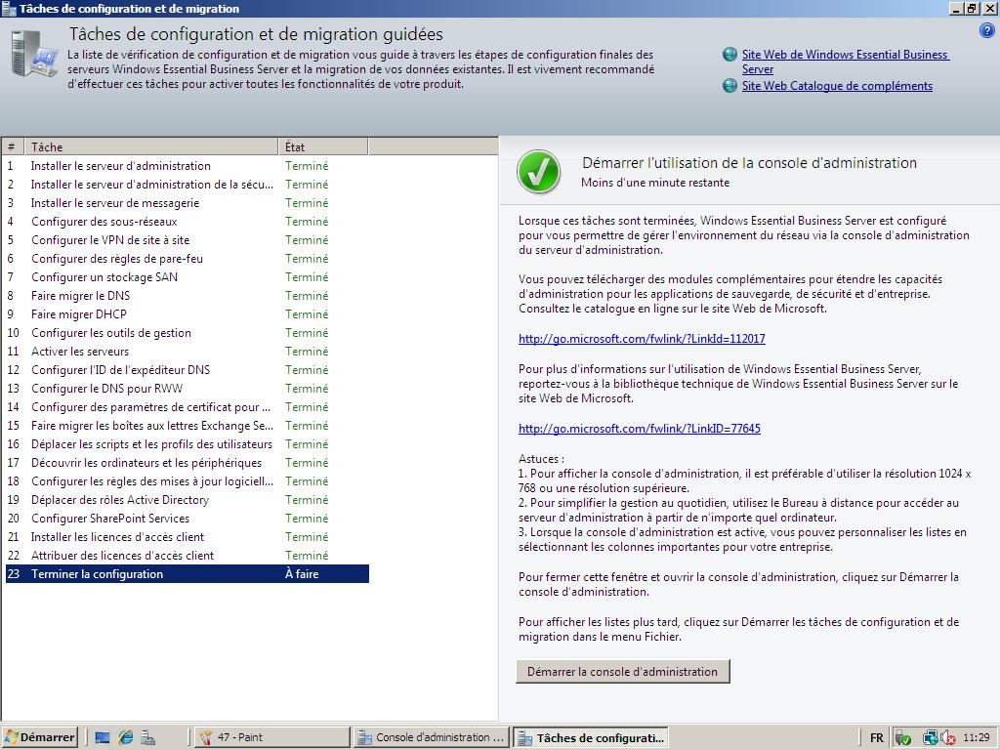 Tâches de configuration et de migration
Tâches de configuration et de migration guidées
La liste de vérification de configuration et de migration vous guide à travers les étapes de configuration finales des
serveurs Windows Essential Business Server et la migration de vos données existantes. Il est vivement recommandé
d'effectuer ces tâches pour activer toutes les fonctionnalités de votre produit.
Site Web de Windows Essential Business
Server
Site Web Catalogue de compléments
# Tâche État
1 Installer le serveur d'administration Terminé
2 Installer le serveur d'administration de la sécu... Terminé
3 Installer le serveur de messagerie Terminé
4 Configurer des sous-réseaux Terminé
5 Configurer le VPN de site à site Terminé
6 Configurer des règles de pare-feu Terminé
7 Configurer un stockage SAN Terminé
8 Faire migrer le DNS Terminé
9 Faire migrer DHCP Terminé
10 Configurer les outils de gestion Terminé
11 Activer les serveurs Terminé
12 Configurer l'ID de l'expéditeur DNS Terminé
13 Configurer le DNS pour RWW Terminé
14 Configurer des paramètres de certificat pour ... Terminé
15 Faire migrer les boîtes aux lettres Exchange Se... Terminé
16 Déplacer les scripts et les profils des utilisateurs Terminé
17 Découvrir les ordinateurs et les périphériques Terminé
18 Configurer les règles des mises à jour logiciell... Terminé
19 Déplacer des rôles Active Directory Terminé
20 Configurer SharePoint Services Terminé
21 Installer les licences d'accès client Terminé
22 Attribuer des licences d'accès client Terminé
23 Terminer la configuration À faire
Démarrer l'utilisation de la console d'administration
Moins d'une minute restante
Lorsque ces tâches sont terminées, Windows Essential Business Server est configuré
pour vous permettre de gérer l'environnement du réseau via la console d'administration
du serveur d'administration.
Vous pouvez télécharger des modules complémentaires pour étendre les capacités
d'administration pour les applications de sauvegarde, de sécurité et d'entreprise.
Consultez le catalogue en ligne sur le site Web de Microsoft.
http://go.microsoft.com/fwlink/?LinkId=112017
Pour plus d'informations sur l'utilisation de Windows Essential Business Server,
reportez-vous à la bibliothèque technique de Windows Essential Business Server sur le
site Web de Microsoft.
http://go.microsoft.com/fwlink/?LinkID=77645
Astuces :
1. Pour afficher la console d'administration, il est préférable d'utiliser la résolution 1024 x
768 ou une résolution supérieure.
2. Pour simplifier la gestion au quotidien, utilisez le Bureau à distance pour accéder au
serveur d'administration à partir de n'importe quel ordinateur.
3. Lorsque la console d'administration est active, vous pouvez personnaliser les listes en
sélectionnant les colonnes importantes pour votre entreprise.
Pour fermer cette fenêtre et ouvrir la console d'administration, cliquez sur Démarrer la
console d'administration.
Pour afficher les listes plus tard, cliquez sur Démarrer les tâches de configuration et de
migration dans le menu Fichier.
Démarrer la console d'administration
Démarrer 47 - Paint Console d'administration ... Tâches de configurati... FR 11:29